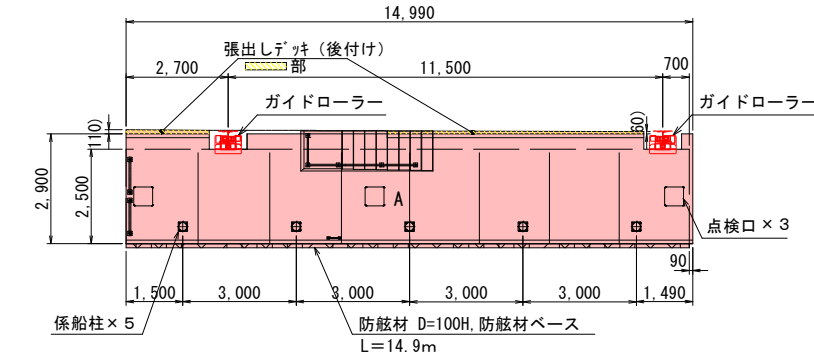 14,990
張出しデッキ（後付け）
2,700
部
11,500
700
ガイドローラー
ガイドローラー
110)
60)
2,900
2,500
A
点検口×3
90
1,500
3,000
3,000
3,000
3,000
1,490
係船柱×5
防舷材 D=100H,防舷材ベース
L=14.9m